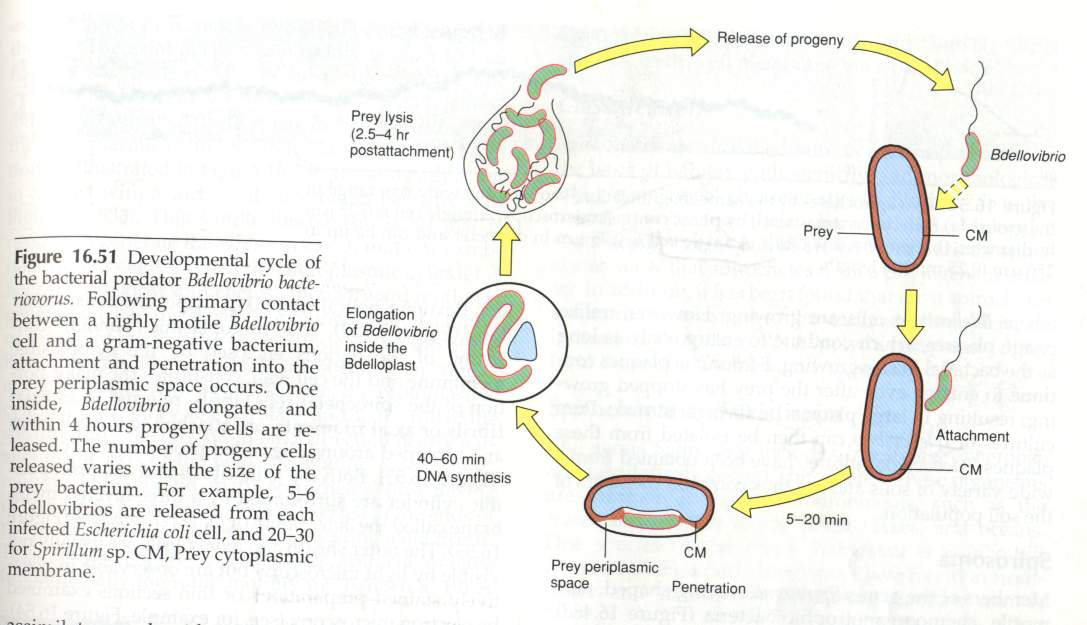 Release of progeny
Prey lysis
(2.5–4 hr
postattachment)
Bdellovibrio
Prey
CM
Figure 16.51 Developmental cycle of
the bacterial predator Bdellovibrio bacte-
riovorus. Following primary contact
between a highly motile Bdellovibrio
cell and a gram-negative bacterium,
attachment and penetration into the
prey periplasmic space occurs. Once
inside, Bdellovibrio elongates and
within 4 hours progeny cells are re-
leased. The number of progeny cells
released varies with the size of the
prey bacterium. For example, 5–6
bdellovibrios are released from each
infected Escherichia coli cell, and 20–30
for Spirillum sp. CM, Prey cytoplasmic
membrane.
Elongation
of Bdellovibrio
inside the
Bdelloplast
Attachment
CM
40–60 min
DNA synthesis
5–20 min
CM
Prey periplasmic
space
Penetration